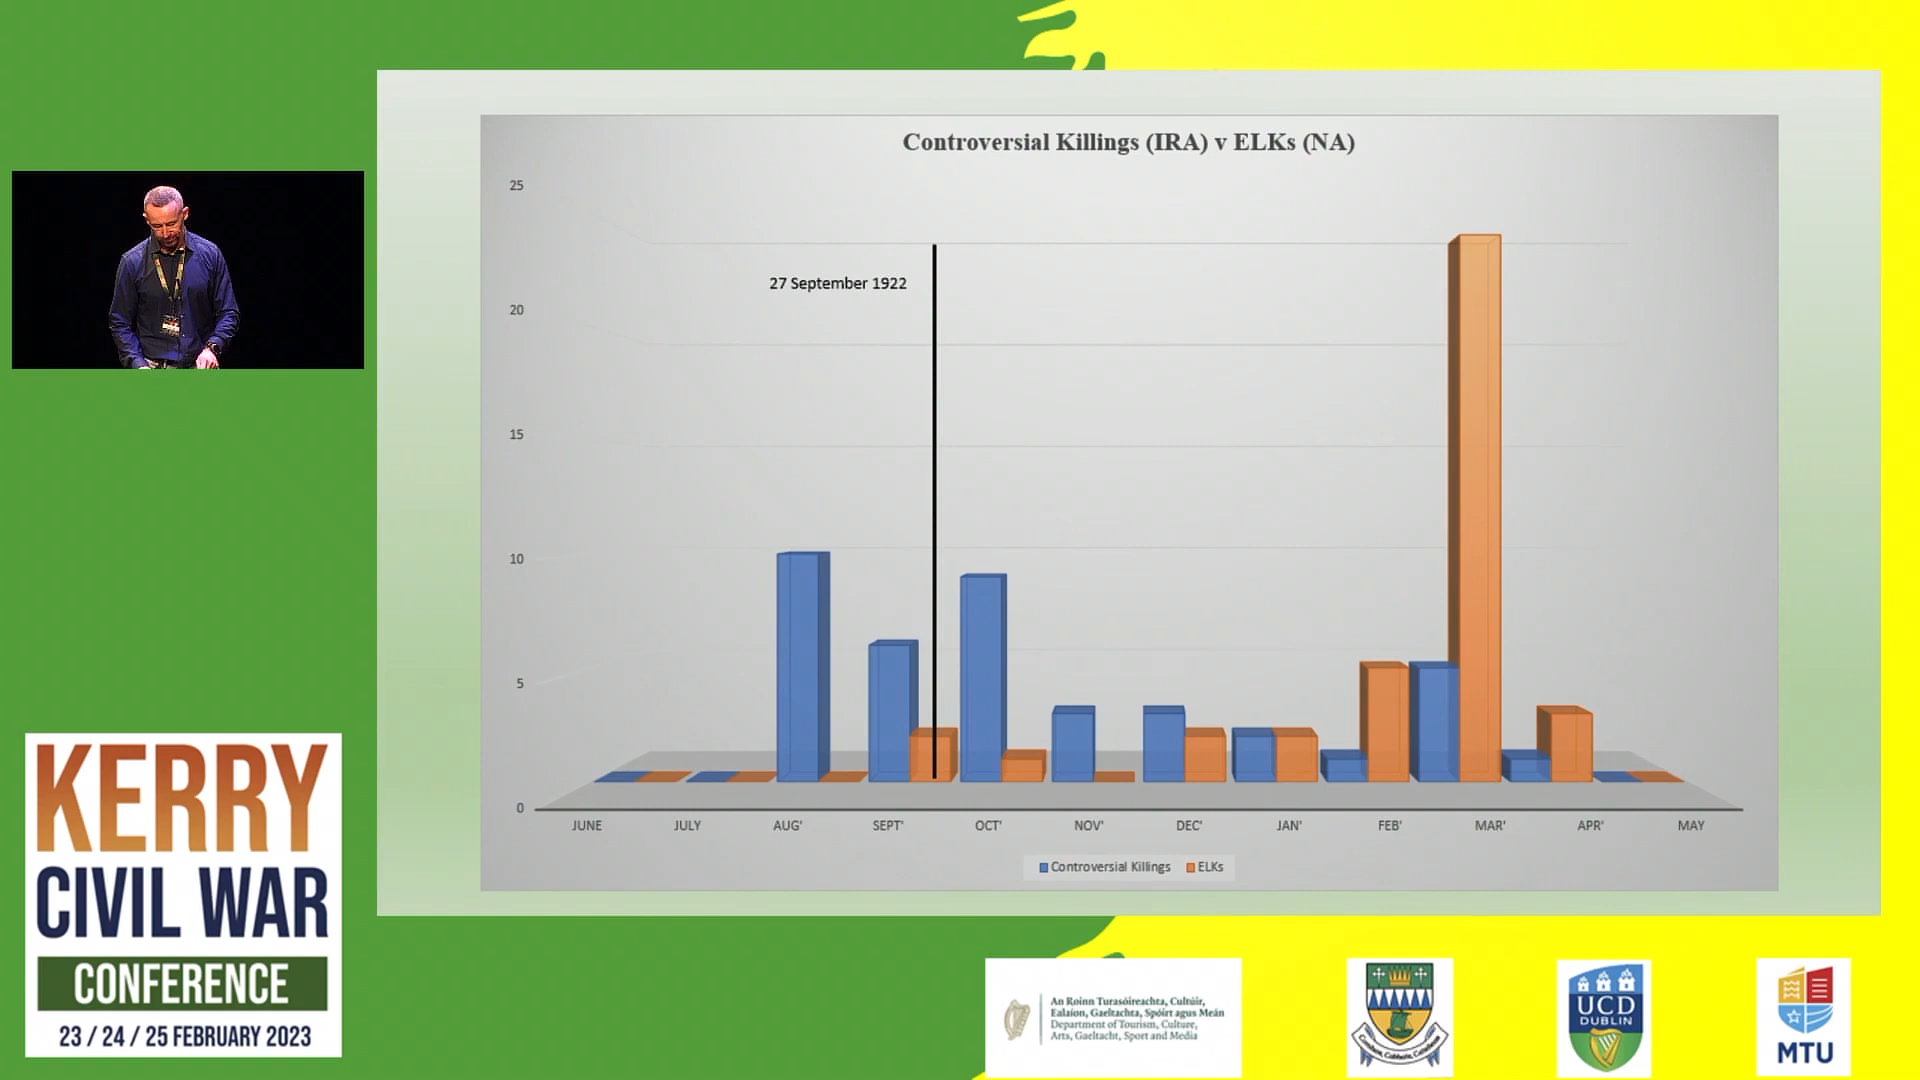 Controversial Killings (IRA) v ELKs (NA)
25
27 September 1922
20
15
10
5
0
JUNE JULY AUG' SEPT' OCT' NOV' DEC' JAN' FEB' MAR' APR' MAY
Controversial Killings ELKs
KERRY
CIVIL WAR
CONFERENCE
23 / 24 / 25 FEBRUARY 2023
An Roinn Turasóireachta, Cultúir,
Ealaíon, Gaeltachta, Spóirt agus Meán
Department of Tourism, Culture,
Arts, Gaeltacht, Sport and Media
UCD
DUBLIN
MTU